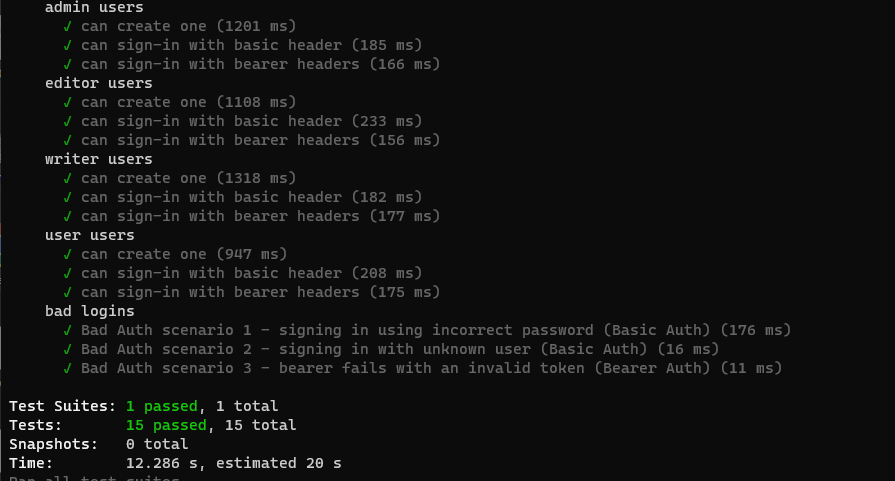 admin users
✓ can create one (1201 ms)
✓ can sign-in with basic header (185 ms)
✓ can sign-in with bearer headers (166 ms)
editor users
✓ can create one (1108 ms)
✓ can sign-in with basic header (233 ms)
✓ can sign-in with bearer headers (156 ms)
writer users
✓ can create one (1318 ms)
✓ can sign-in with basic header (182 ms)
✓ can sign-in with bearer headers (177 ms)
user users
✓ can create one (947 ms)
✓ can sign-in with basic header (208 ms)
✓ can sign-in with bearer headers (175 ms)
bad logins
✓ Bad Auth scenario 1 - signing in using incorrect password (Basic Auth) (176 ms)
✓ Bad Auth scenario 2 - signing in with unknown user (Basic Auth) (16 ms)
✓ Bad Auth scenario 3 - bearer fails with an invalid token (Bearer Auth) (11 ms)
Test Suites: 1 passed, 1 total
Tests: 15 passed, 15 total
Snapshots: 0 total
Time: 12.286 s, estimated 20 s
Ran all test suites